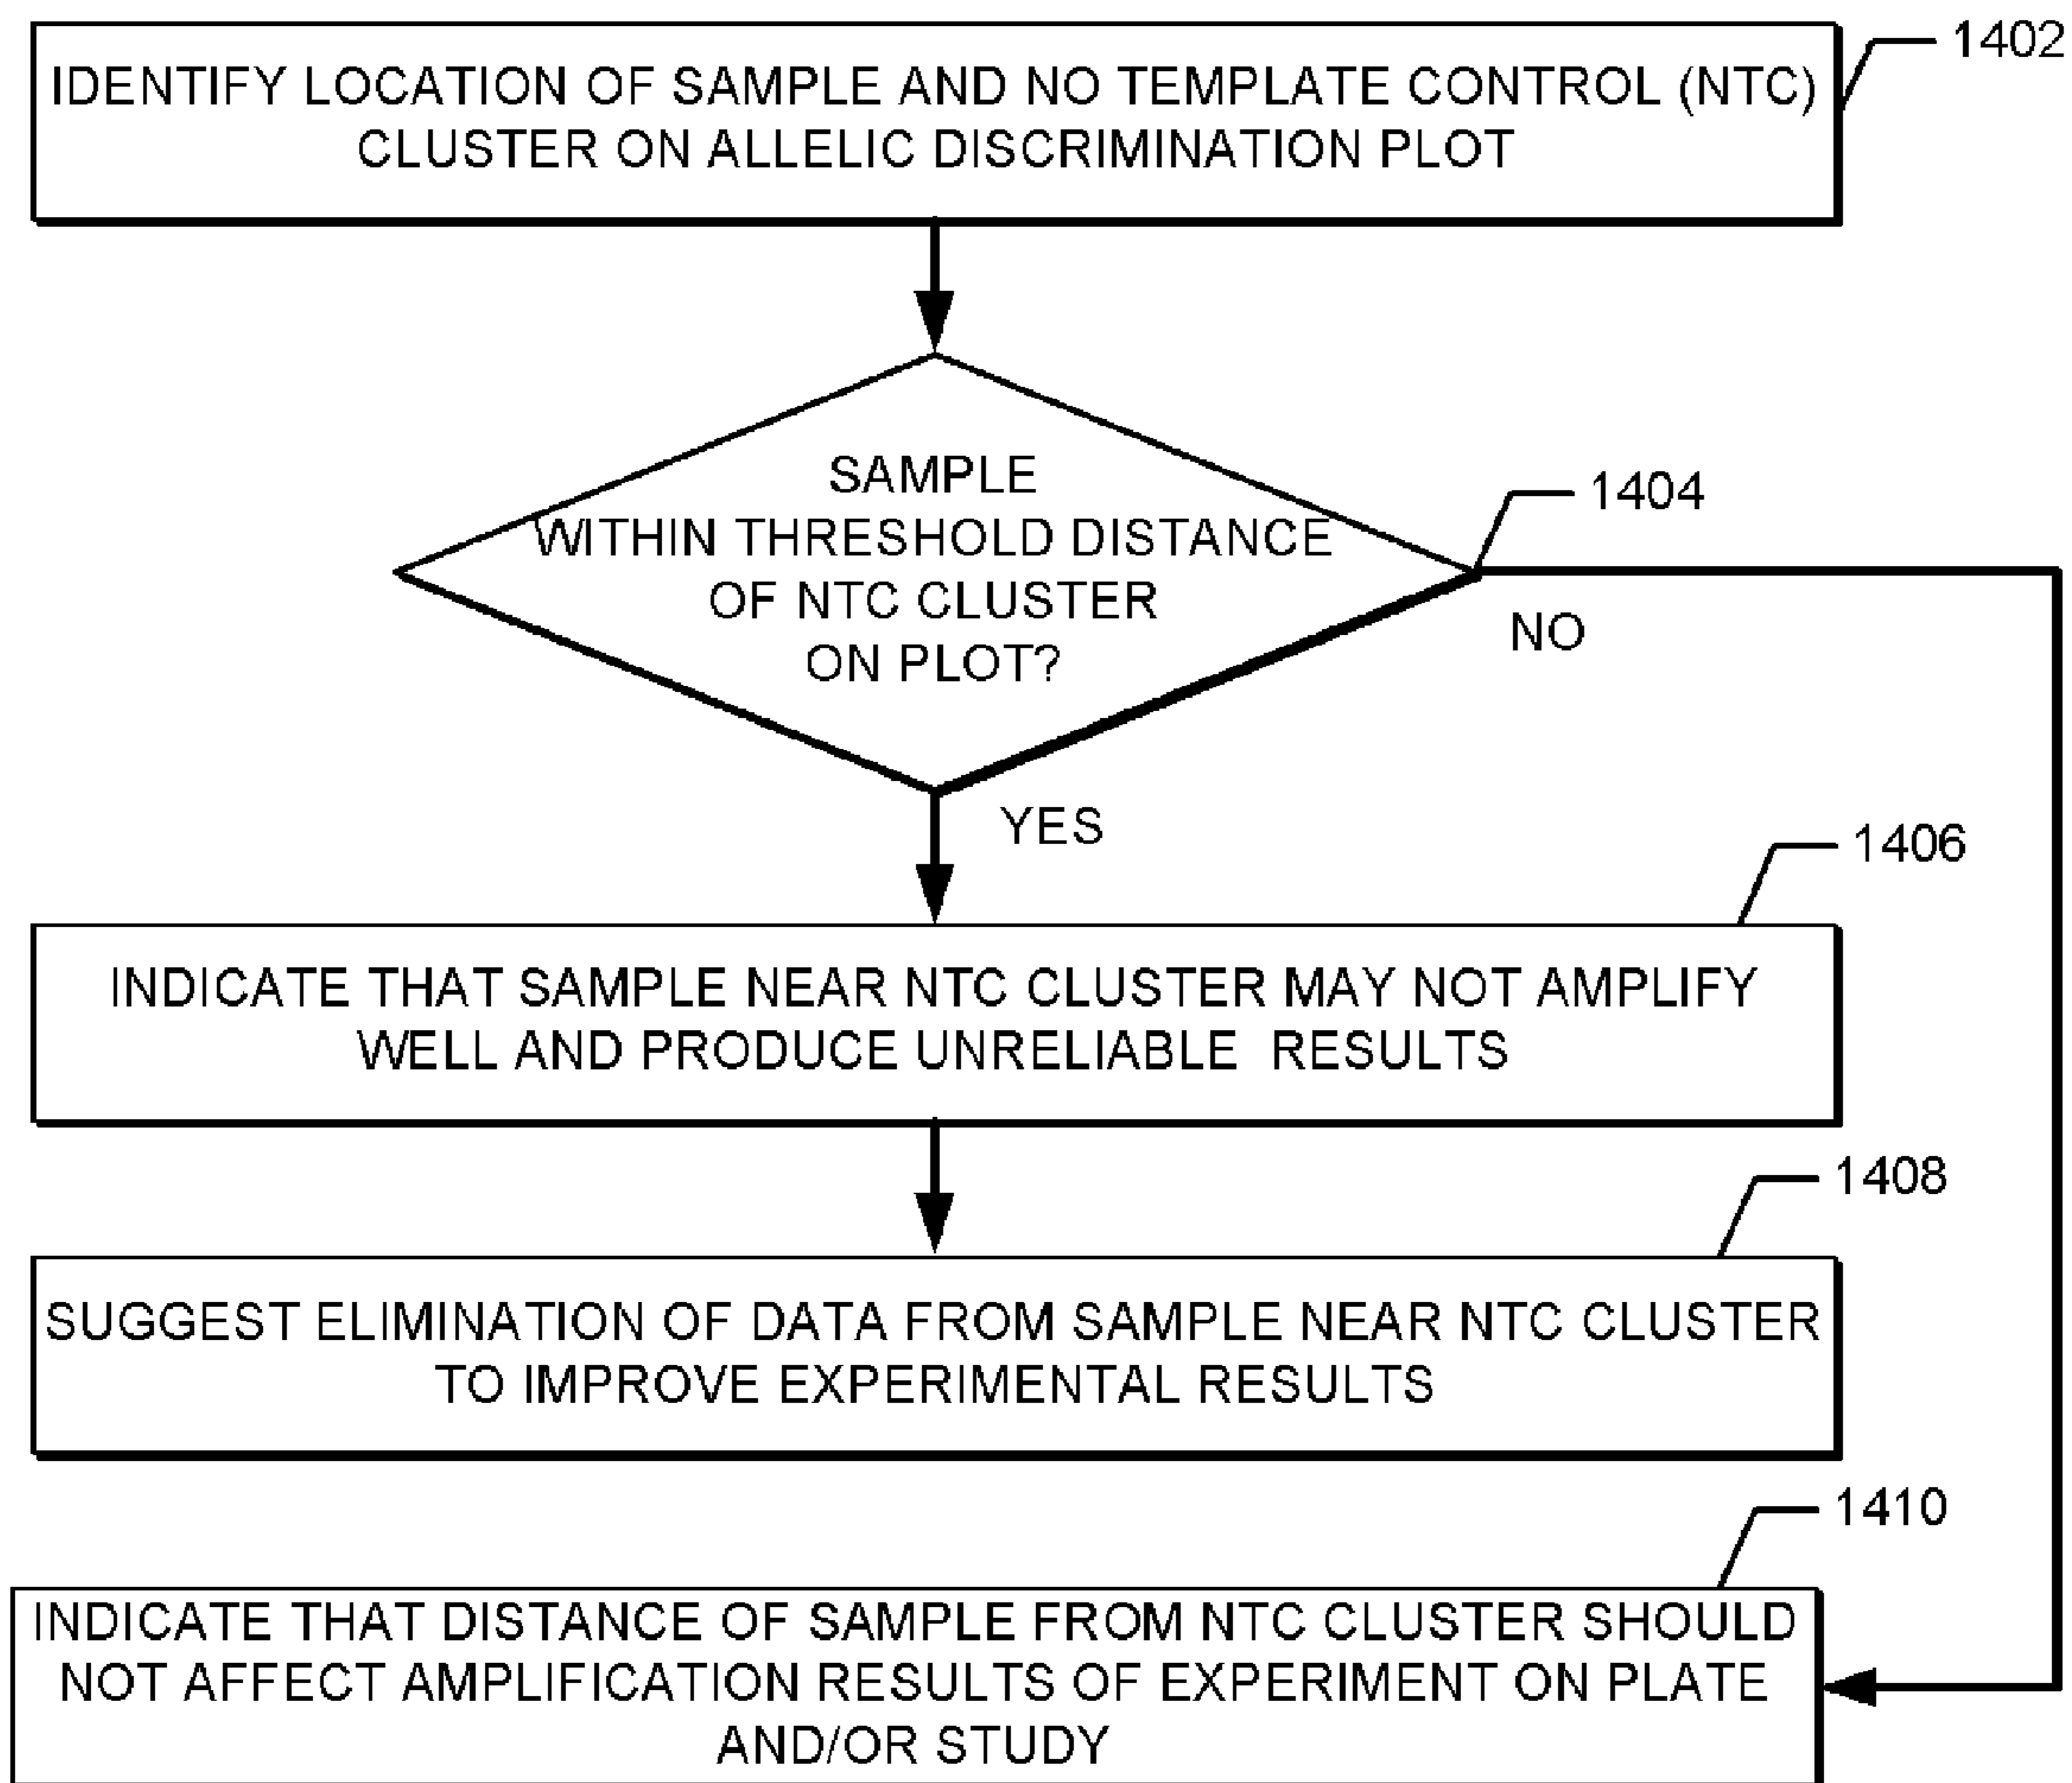 1402
IDENTIFY LOCATION OF SAMPLE AND NO TEMPLATE CONTROL (NTC)
CLUSTER ON ALLELIC DISCRIMINATION PLOT
SAMPLE
WITHIN THRESHOLD DISTANCE
OF NTC CLUSTER
ON PLOT?
1404
NO
YES
1406
INDICATE THAT SAMPLE NEAR NTC CLUSTER MAY NOT AMPLIFY
WELL AND PRODUCE UNRELIABLE RESULTS
1408
SUGGEST ELIMINATION OF DATA FROM SAMPLE NEAR NTC CLUSTER
TO IMPROVE EXPERIMENTAL RESULTS
1410
INDICATE THAT DISTANCE OF SAMPLE FROM NTC CLUSTER SHOULD
NOT AFFECT AMPLIFICATION RESULTS OF EXPERIMENT ON PLATE
AND/OR STUDY